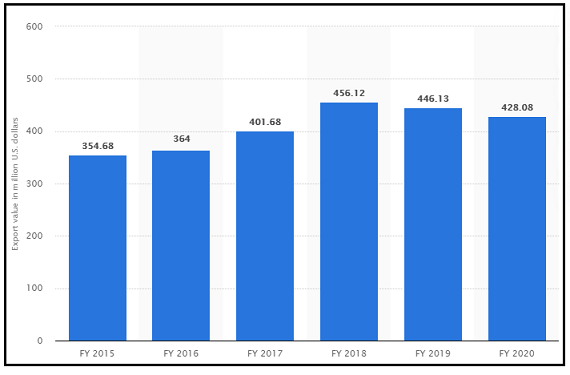 600
500
400
300
200
100
0
Export value in million U.S. dollars
354.68
364
401.68
456.12
446.13
428.08
FY 2015
FY 2016
FY 2017
FY 2018
FY 2019
FY 2020